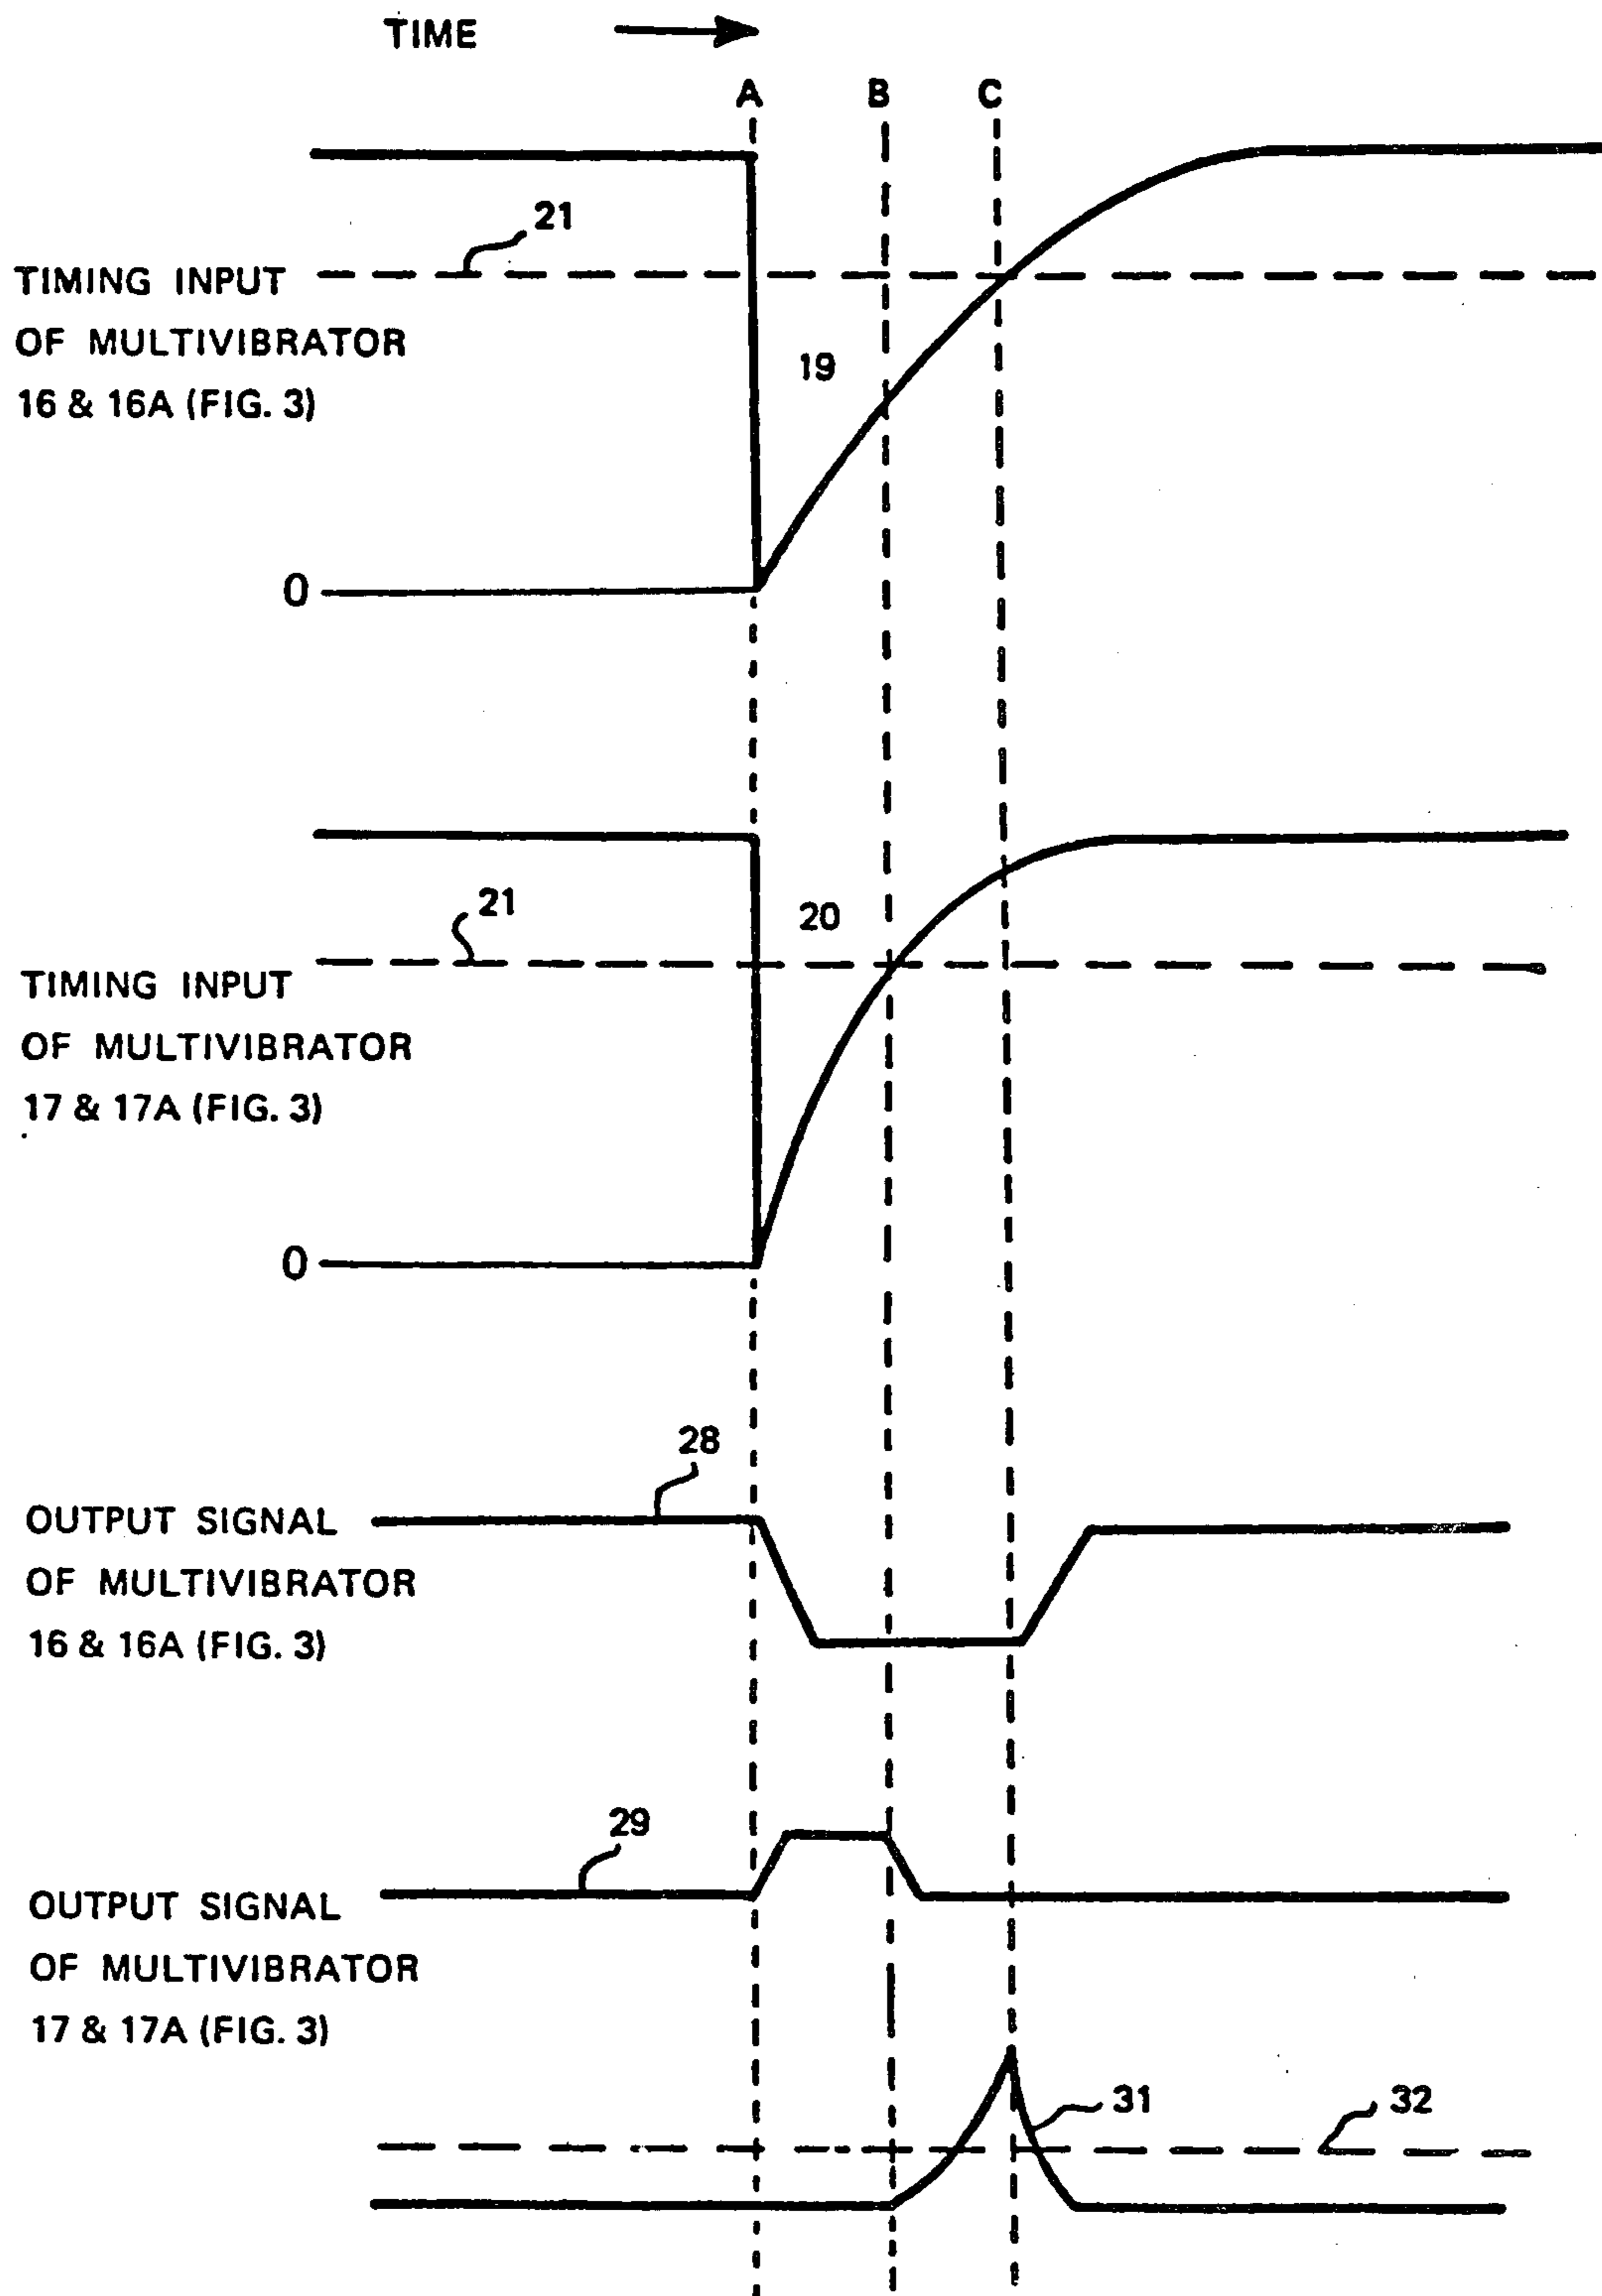 TIME
A B C
21
TIMING INPUT
OF MULTIVIBRATOR
16 & 16A (FIG. 3)
19
0
21
20
TIMING INPUT
OF MULTIVIBRATOR
17 & 17A (FIG. 3)
0
28
OUTPUT SIGNAL
OF MULTIVIBRATOR
16 & 16A (FIG. 3)
29
OUTPUT SIGNAL
OF MULTIVIBRATOR
17 & 17A (FIG. 3)
31
32